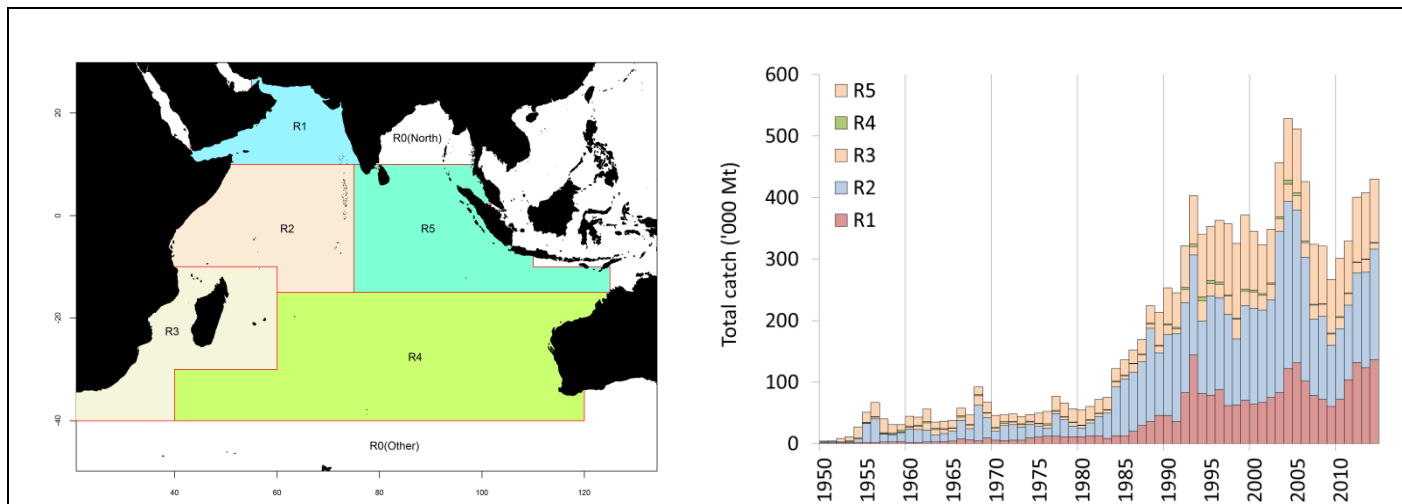 R1
R0(North)
R2
R5
R3
R4
R0(Other)
20
0
-20
-40
40
60
80
100
120
Total catch ('000 Mt)
600
500
400
300
200
100
0
R5
R4
R3
R2
R1
1950
1955
1960
1965
1970
1975
1980
1985
1990
1995
2000
2005
2010